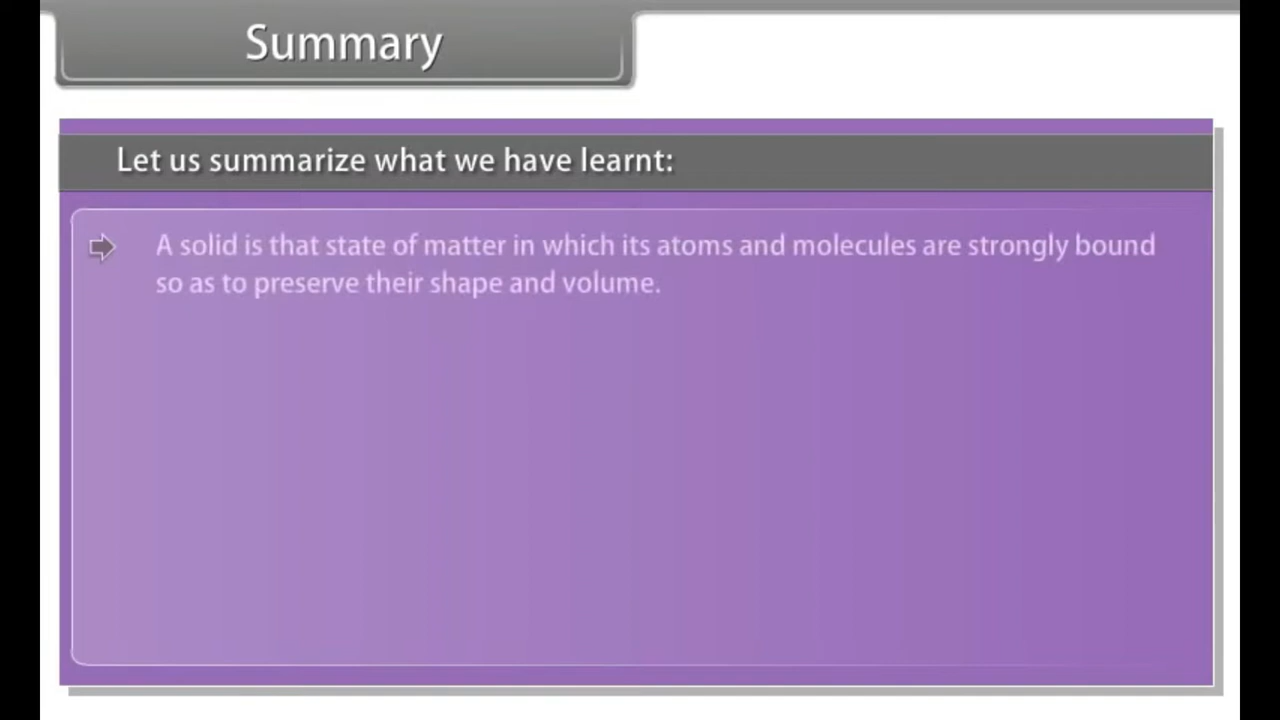 Summary
Let us summarize what we have learnt:
A solid is that state of matter in which its atoms and molecules are strongly bound
so as to preserve their shape and volume.